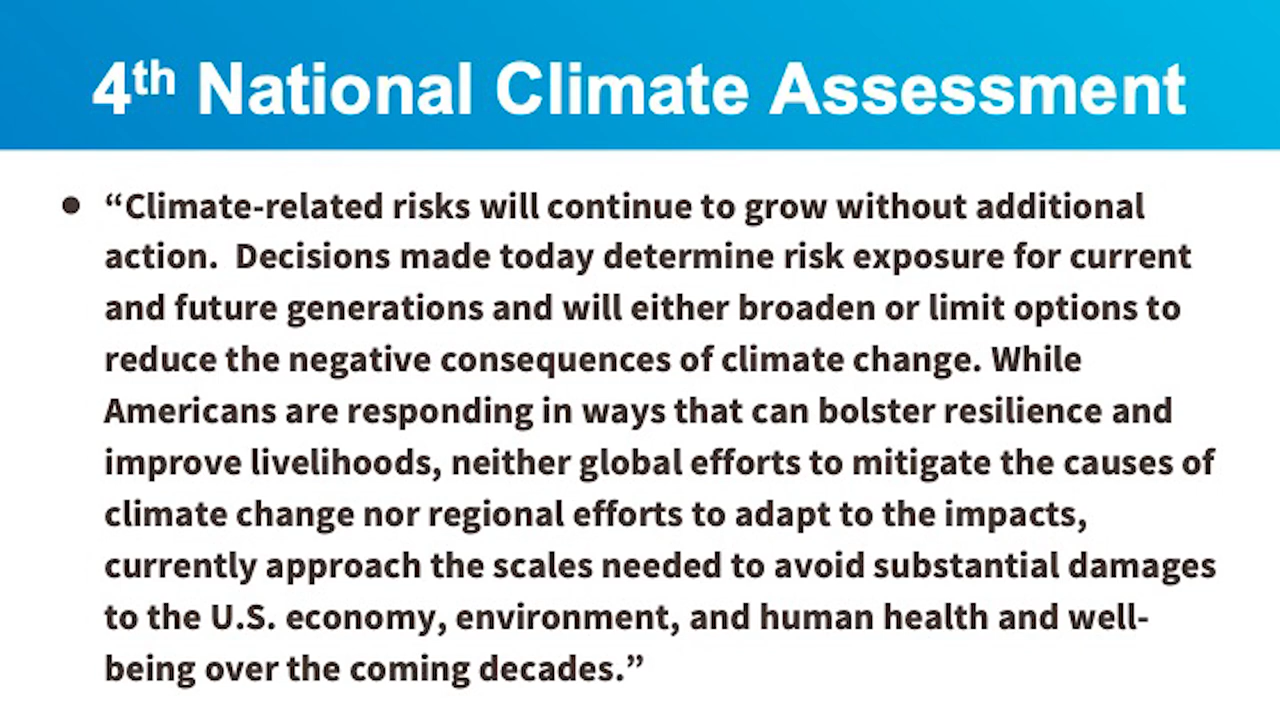 4th National Climate Assessment
• “Climate-related risks will continue to grow without additional
action.  Decisions made today determine risk exposure for current
and future generations and will either broaden or limit options to
reduce the negative consequences of climate change. While
Americans are responding in ways that can bolster resilience and
improve livelihoods, neither global efforts to mitigate the causes of
climate change nor regional efforts to adapt to the impacts,
currently approach the scales needed to avoid substantial damages
to the U.S. economy, environment, and human health and well-
being over the coming decades.”